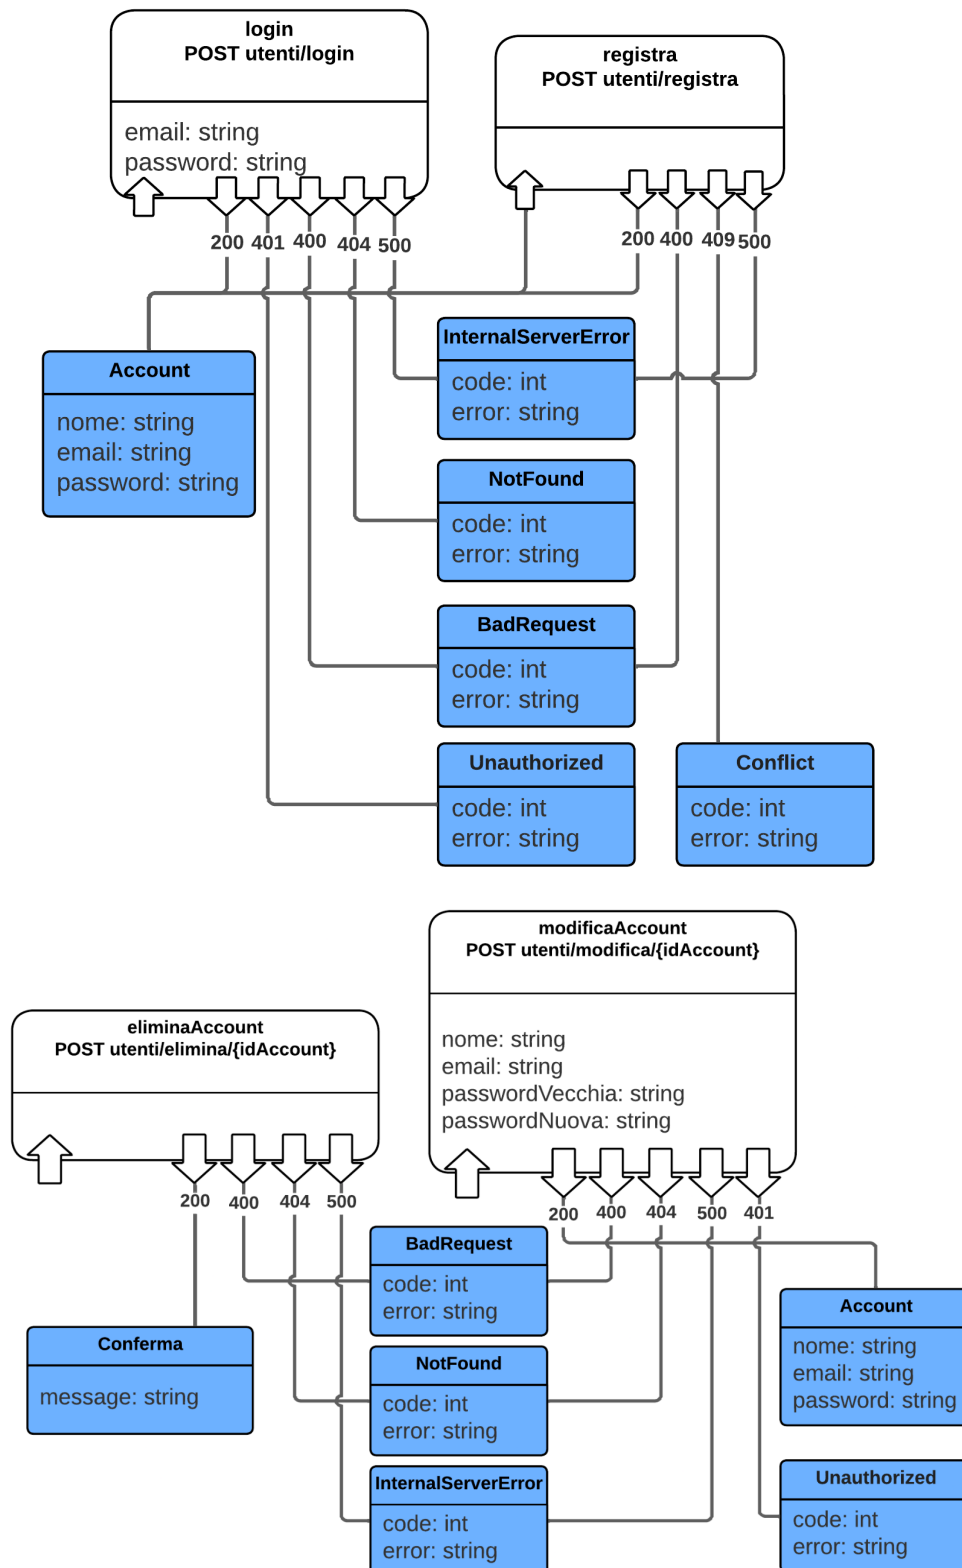 login
POST utenti/login
email: string
password: string
200 401 400 404 500
registra
POST utenti/registra
200 400 409 500
Account
nome: string
email: string
password: string
InternalServerError
code: int
error: string
NotFound
code: int
error: string
BadRequest
code: int
error: string
Unauthorized
code: int
error: string
Conflict
code: int
error: string
modificaAccount
POST utenti/modifica/{idAccount}
nome: string
email: string
passwordVecchia: string
passwordNuova: string
200 400 404 500 401
eliminaAccount
POST utenti/elimina/{idAccount}
200 400 404 500
BadRequest
code: int
error: string
Conferma
message: string
NotFound
code: int
error: string
InternalServerError
code: int
error: string
Account
nome: string
email: string
password: string
Unauthorized
code: int
error: string